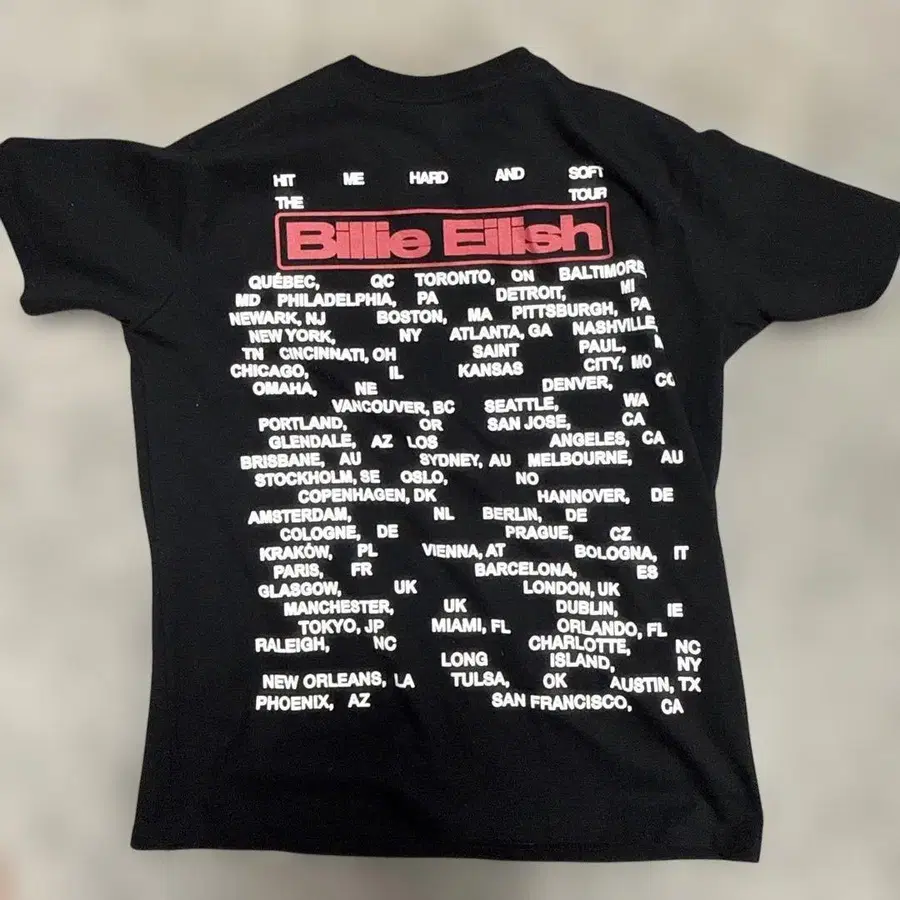 HIT ME HARD AND SOFT
THE TOUR
Billie Eilish
QUÉBEC, QC TORONTO, ON BALTIMORE,
MD PHILADELPHIA, PA DETROIT, MI
NEWARK, NJ BOSTON, MA PITTSBURGH, PA
NEW YORK, NY ATLANTA, GA NASHVILLE,
TN CINCINNATI, OH SAINT PAUL,
CHICAGO, IL KANSAS CITY, MO
OMAHA, NE DENVER, CO
VANCOUVER, BC SEATTLE, WA
PORTLAND, OR SAN JOSE, CA
GLENDALE, AZ LOS ANGELES, CA
BRISBANE, AU SYDNEY, AU MELBOURNE, AU
STOCKHOLM, SE OSLO, NO
COPENHAGEN, DK HANNOVER, DE
AMSTERDAM, NL BERLIN, DE
COLOGNE, DE PRAGUE, CZ
KRAKÓW, PL VIENNA, AT BOLOGNA, IT
PARIS, FR BARCELONA, ES
GLASGOW, UK LONDON, UK
MANCHESTER, UK DUBLIN, IE
TOKYO, JP MIAMI, FL ORLANDO, FL
RALEIGH, NC CHARLOTTE, NC
LONG ISLAND, NY
NEW ORLEANS, LA TULSA, OK AUSTIN, TX
PHOENIX, AZ SAN FRANCISCO, CA